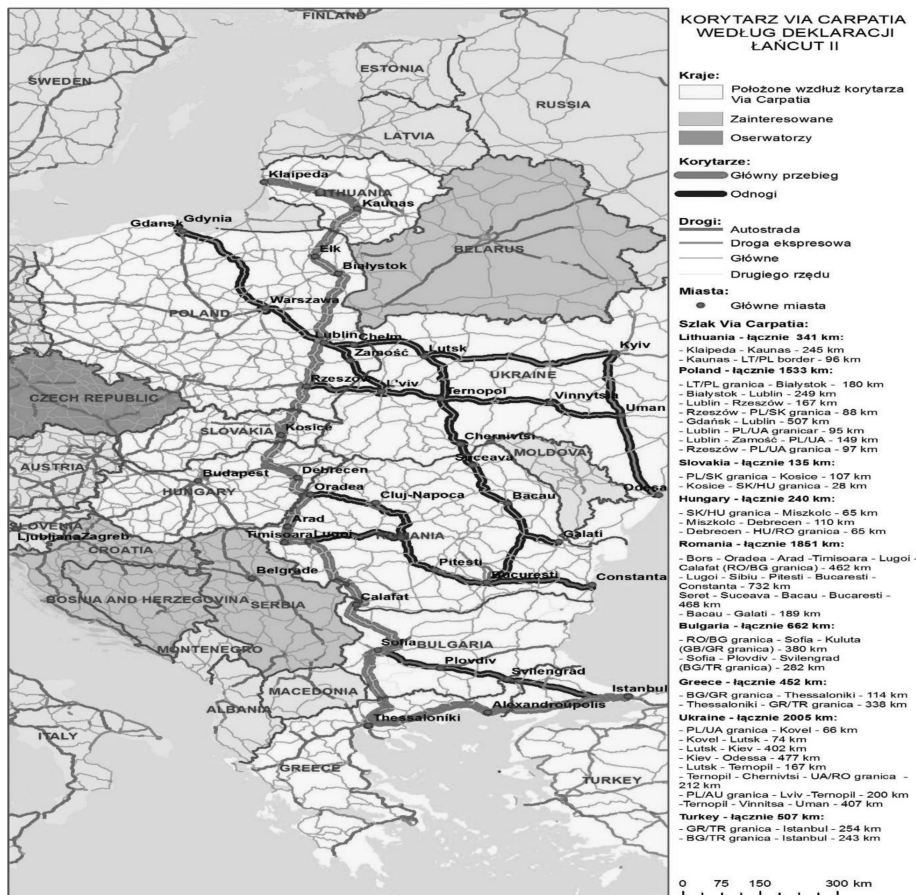 FINLAND
SWEDEN
ESTONIA
RUSSIA
LATVIA
Klaipeda
LITHUANIA
Kaunas
Gdynia
Gdansk
Ełk
BELARUS
Białystok
Warszawa
POLAND
Lublin
Chełm
Kyiv
Zamość
Lutsk
Rzeszów
L'viv
UKRAINE
CZECH REPUBLIC
Ternopol
Vinnytsia
Uman
Kosice
SLOVAKIA
Chernivtsi
MOLDOVA
Suceava
AUSTRIA
Budapest
Debrecen
HUNGARY
Oradea
Cluj-Napoca
Bacau
Odesa
SLOVENIA
Arad
Ljubljana
Zagreb
Timisoara
Lugoi
ROMANIA
Galati
CROATIA
Pitesti
Belgrade
Bucuresti
Constanta
BOSNIA AND HERZEGOVINA
SERBIA
Calafat
MONTENEGRO
Sofia
BULGARIA
Plovdiv
Svilengrad
MACEDONIA
Istanbul
ALBANIA
Alexandroupolis
Thessaloniki
ITALY
GREECE
TURKEY
KORYTARZ VIA CARPATIA
WEDŁUG DEKLARACJI
ŁAŃCUT II
Kraje:
Położone wzdłuż korytarza
Via Carpatia
Zainteresowane
Oserwatorzy
Korytarze:
Główny przebieg
Odnogi
Drogi:
Autostrada
Droga ekspresowa
Główne
Drugiego rzędu
Miasta:
Główne miasta
Szlak Via Carpatia:
Lithuania - łącznie 341 km:
- Klaipeda - Kaunas - 245 km
- Kaunas - LT/PL border - 96 km
Poland - łącznie 1533 km:
- LT/PL granica - Białystok - 180 km
- Białystok - Lublin - 249 km
- Lublin - Rzeszów - 167 km
- Rzeszów - PL/SK granica - 88 km
- Gdańsk - Lublin - 507 km
- Lublin - PL/UA granicar - 95 km
- Lublin - Zamość - PL/UA - 149 km
- Rzeszów - PL/UA granica - 97 km
Slovakia - łącznie 135 km:
- PL/SK granica - Kosice - 107 km
- Kosice - SK/HU granica - 28 km
Hungary - łącznie 240 km:
- SK/HU granica - Miszkolc - 65 km
- Miszkolc - Debrecen - 110 km
- Debrecen - HU/RO granica - 65 km
Romania - łącznie 1851 km:
- Bors - Oradea - Arad -Timisoara - Lugoi -
Calafat (RO/BG granica) - 462 km
- Lugoi - Sibiu - Pitesti - Bucaresti -
Constanta - 732 km
Seret - Suceava - Bacau - Bucaresti -
468 km
- Bacau - Galati - 189 km
Bulgaria - łącznie 662 km:
- RO/BG granica - Sofia - Kuluta
(GB/GR granica) - 380 km
- Sofia - Plovdiv - Svilengrad
(BG/TR granica) - 282 km
Greece - łącznie 452 km:
- BG/GR granica - Thessaloniki - 114 km
- Thessaloniki - GR/TR granica - 338 km
Ukraine - łącznie 2005 km:
- PL/UA granica - Kovel - 66 km
- Kovel - Lutsk - 74 km
- Lutsk - Kiev - 402 km
- Kiev - Odessa - 477 km
- Lutsk - Ternopil - 167 km
- Ternopil - Chernivtsi - UA/RO granica -
212 km
- PL/AU granica - Lviv -Ternopil - 200 km
-Ternopil - Vinnitsa - Uman - 407 km
Turkey - łącznie 507 km:
- GR/TR granica - Istanbul - 254 km
- BG/TR granica - Istanbul - 243 km
0 75 150 300 km